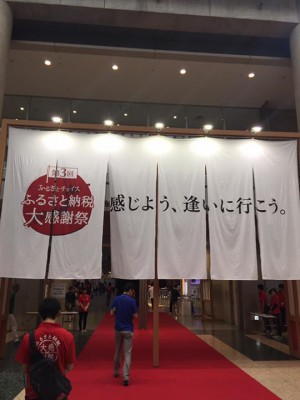 第3回
ふるさとチョイス
ふるさと納税
大感謝祭
感じよう、逢いに行こう。